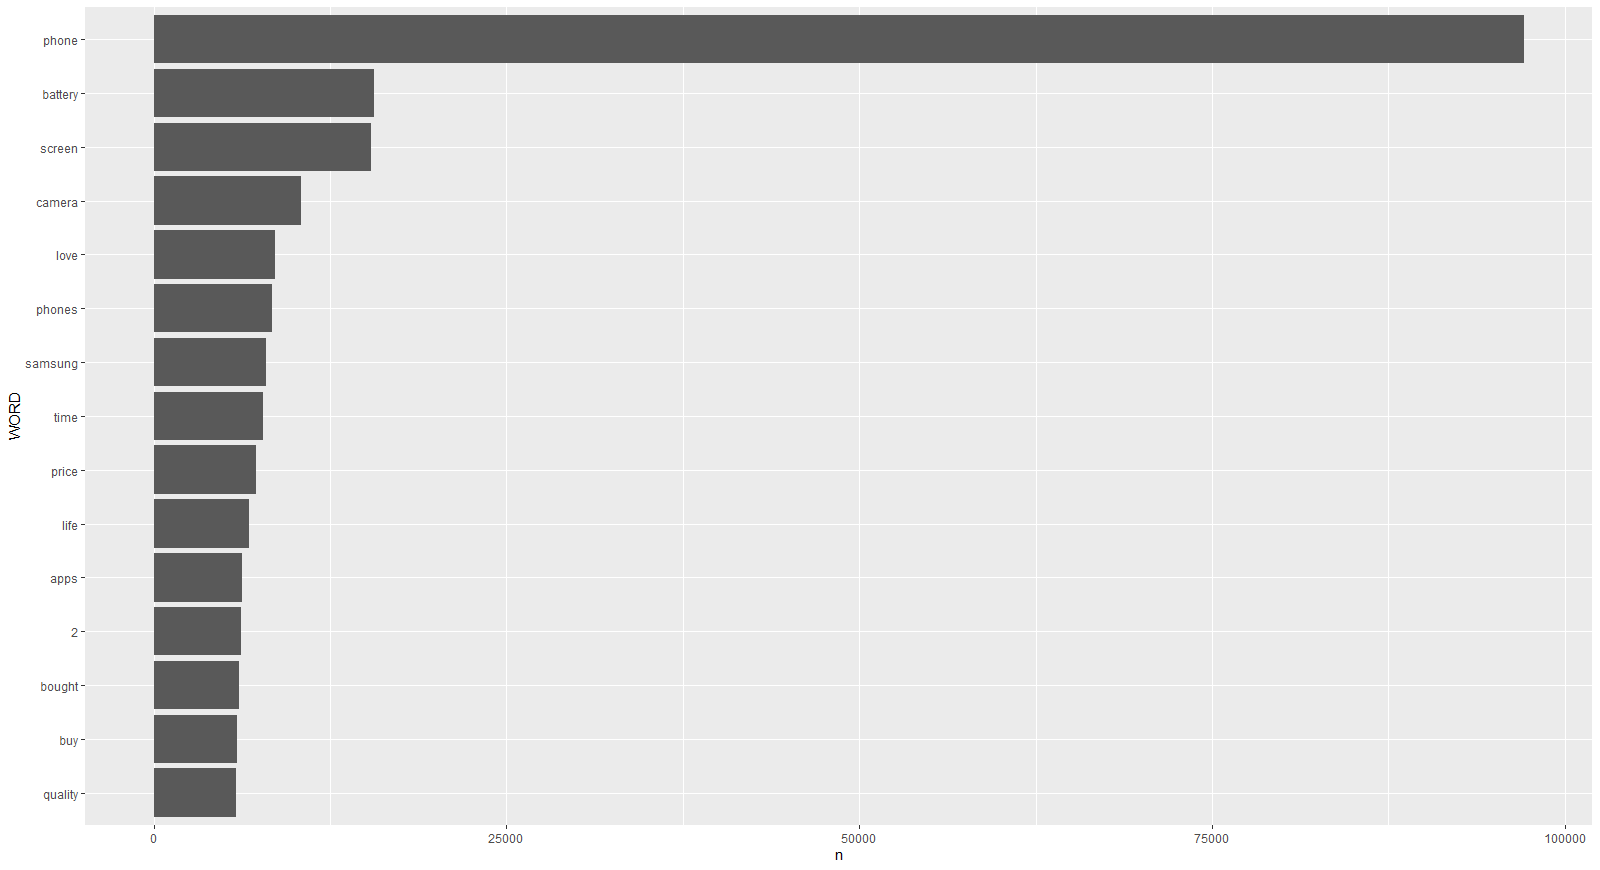 WORD
phone
battery
screen
camera
love
phones
samsung
time
price
life
apps
2
bought
buy
quality
0 25000 50000 75000 100000
n